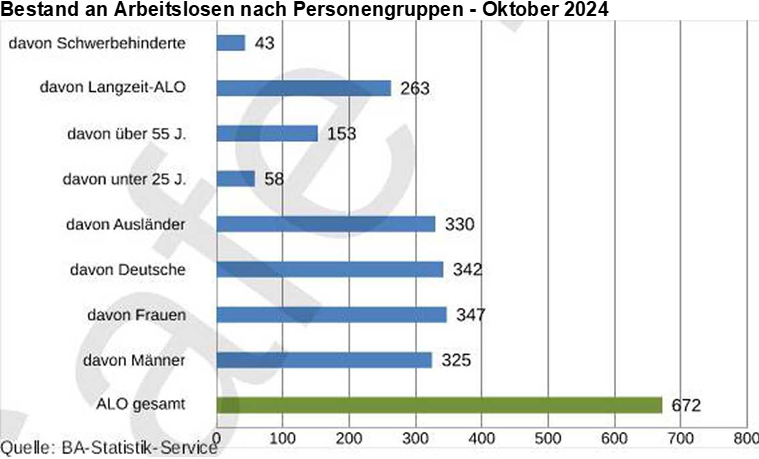 Bestand an Arbeitslosen nach Personengruppen - Oktober 2024
davon Schwerbehinderte 43
davon Langzeit-ALO 263
davon über 55 J. 153
davon unter 25 J. 58
davon Ausländer 330
davon Deutsche 342
davon Frauen 347
davon Männer 325
ALO gesamt 672
0 100 200 300 400 500 600 700 800
Quelle: BA-Statistik-Service